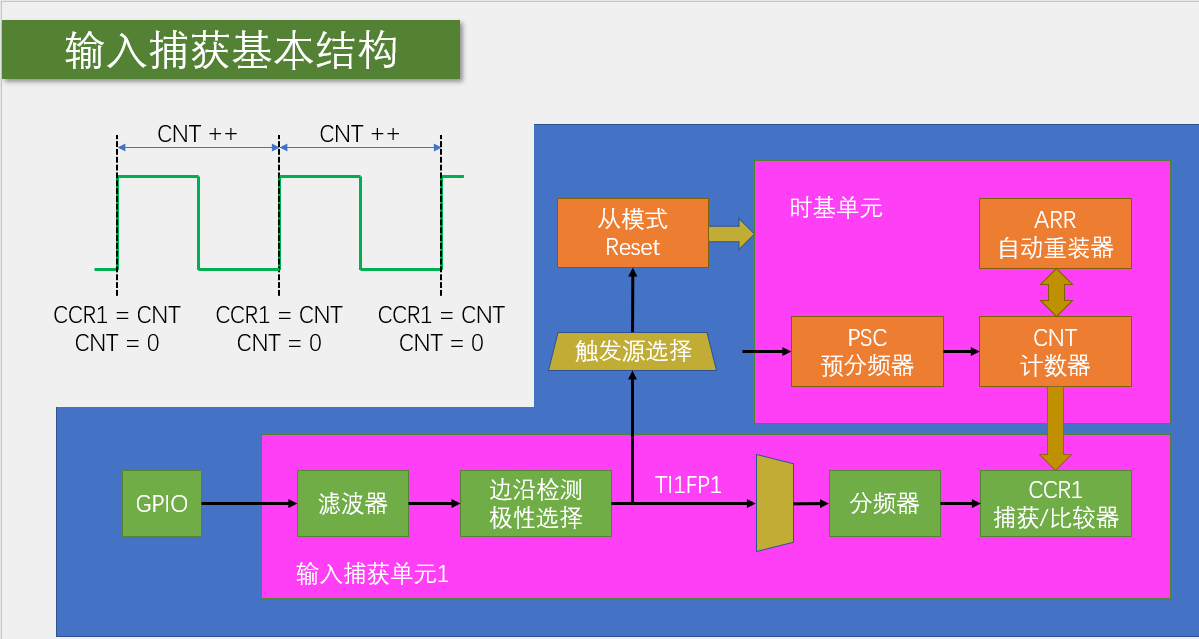 输入捕获基本结构
CNT ++
CNT ++
CCR1 = CNT
CNT = 0
CCR1 = CNT
CNT = 0
CCR1 = CNT
CNT = 0
从模式
Reset
时基单元
ARR
自动重装器
触发源选择
PSC
预分频器
CNT
计数器
GPIO
滤波器
边沿检测
极性选择
TI1FP1
分频器
CCR1
捕获/比较器
输入捕获单元1